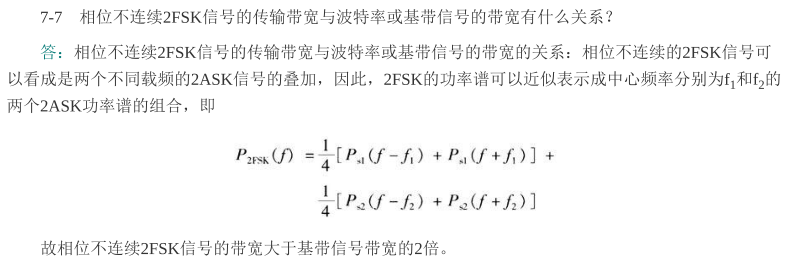 7-7 相位不连续2FSK信号的传输带宽与波特率或基带信号的带宽有什么关系？
答：相位不连续2FSK信号的传输带宽与波特率或基带信号的带宽的关系：相位不连续的2FSK信号可
以看成是两个不同载频的2ASK信号的叠加，因此，2FSK的功率谱可以近似表示成中心频率分别为f₁和f₂的
两个2ASK功率谱的组合，即
P₂FSK(f) = 1/4 [ Pₛ₁(f − f₁) + Pₛ₁(f + f₁) ] +
1/4 [ Pₛ₂(f − f₂) + Pₛ₂(f + f₂) ]
故相位不连续2FSK信号的带宽大于基带信号带宽的2倍。